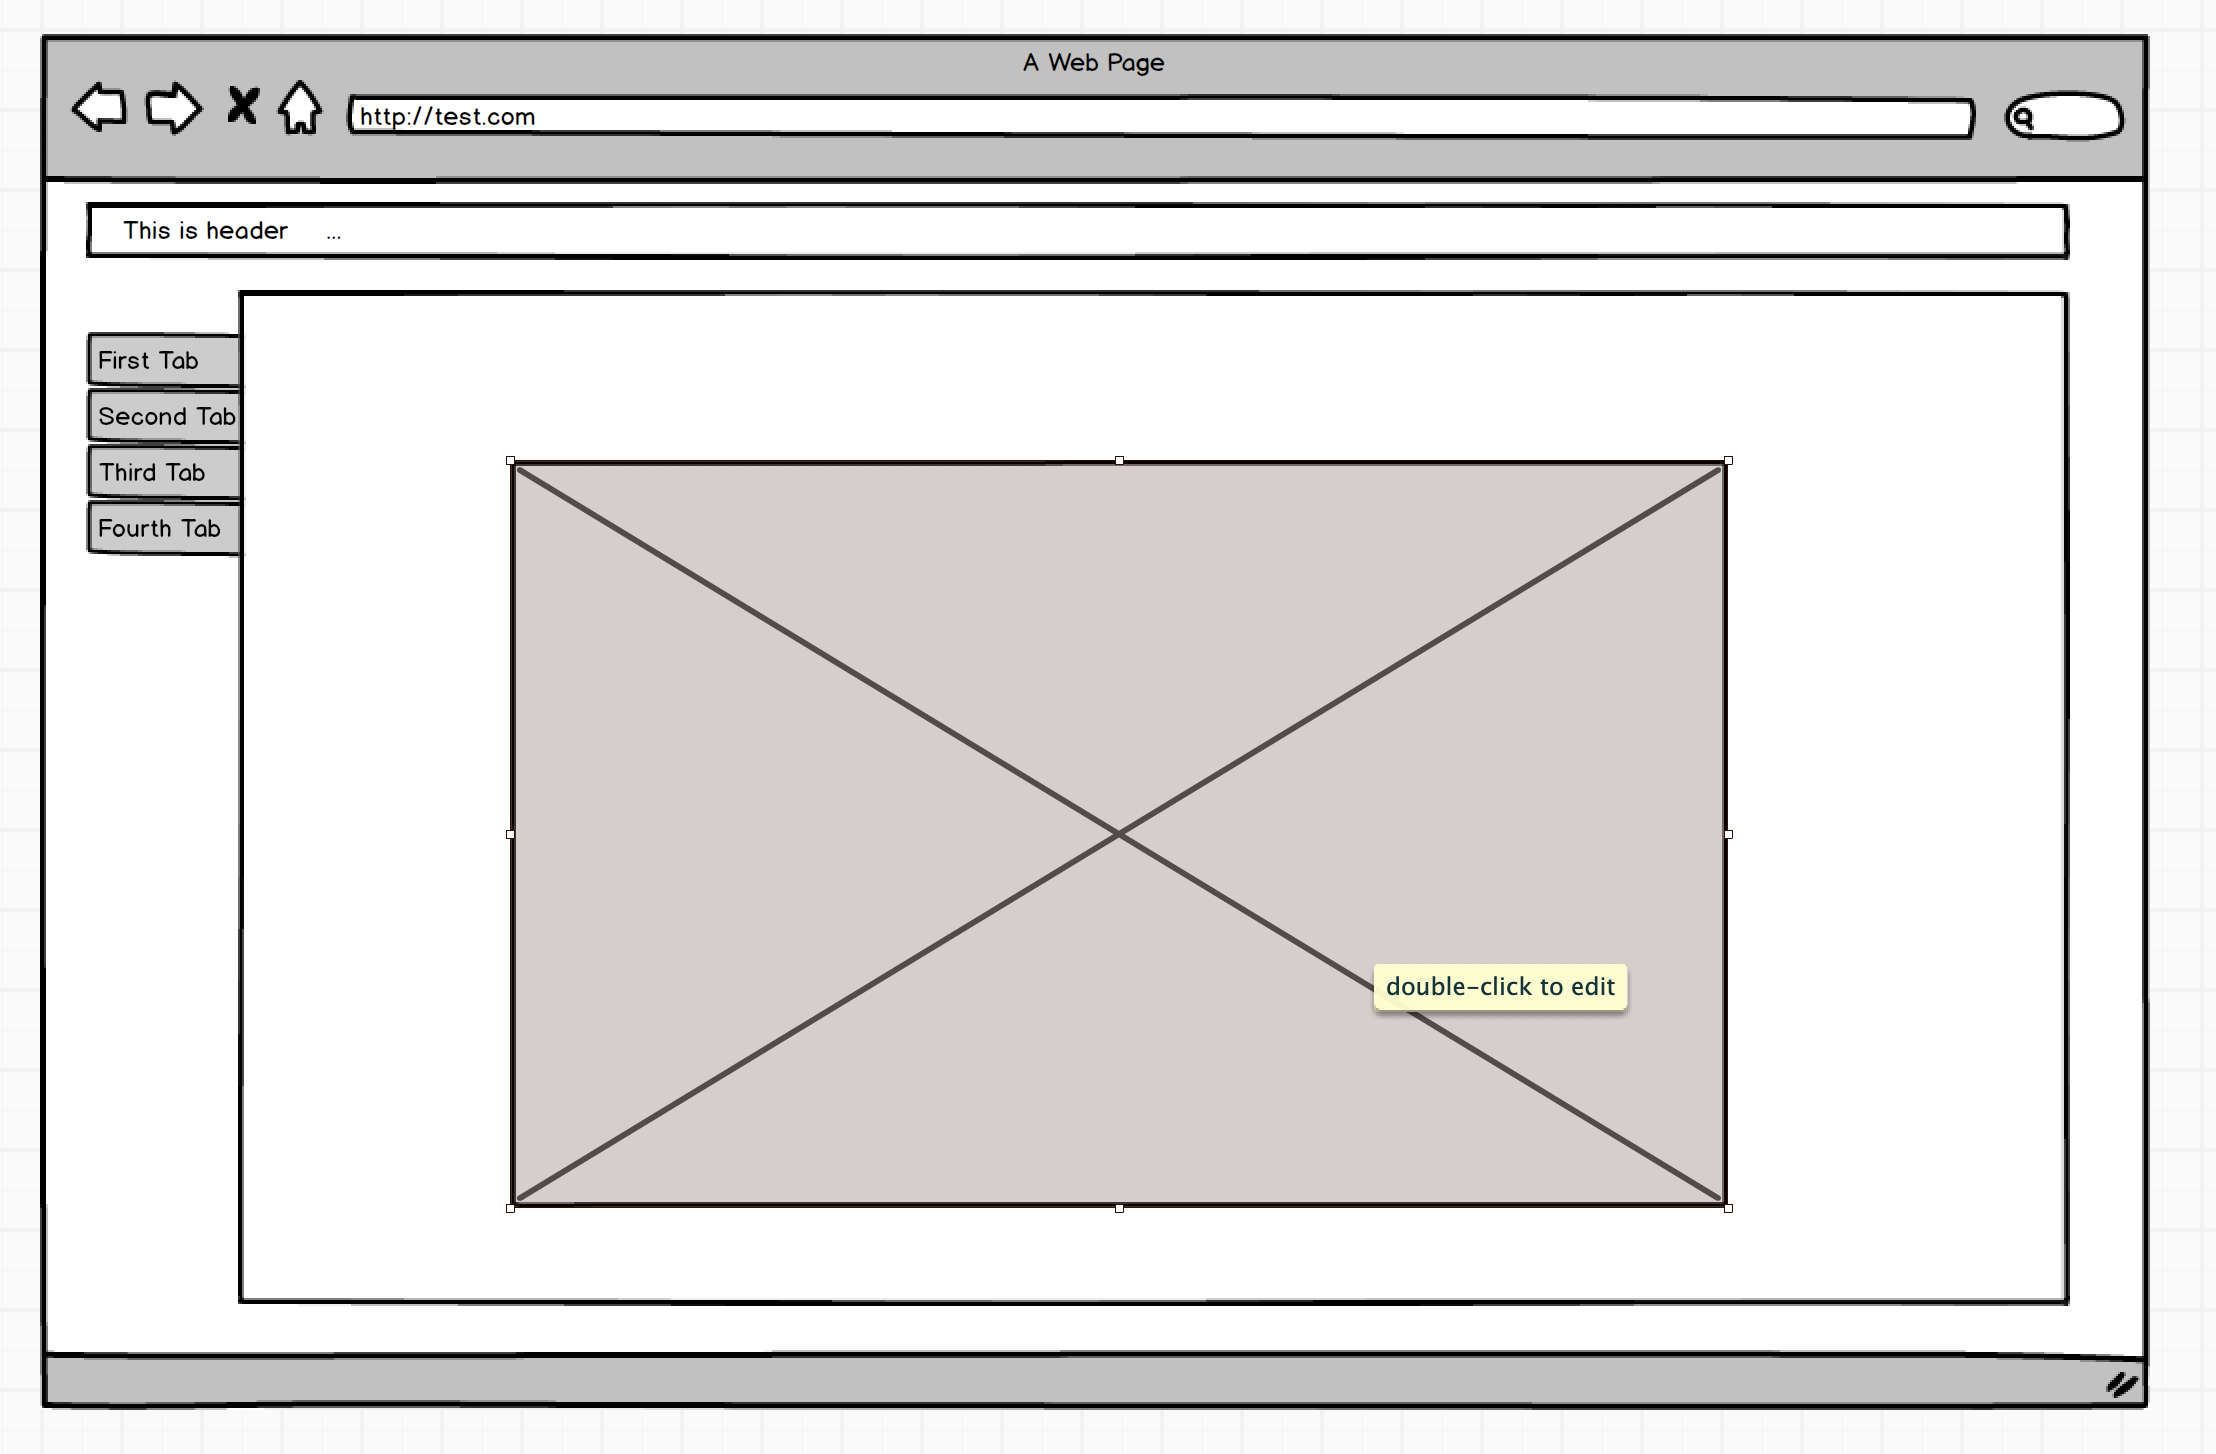 A Web Page
http://test.com
This is header ...
First Tab
Second Tab
Third Tab
Fourth Tab
double-click to edit